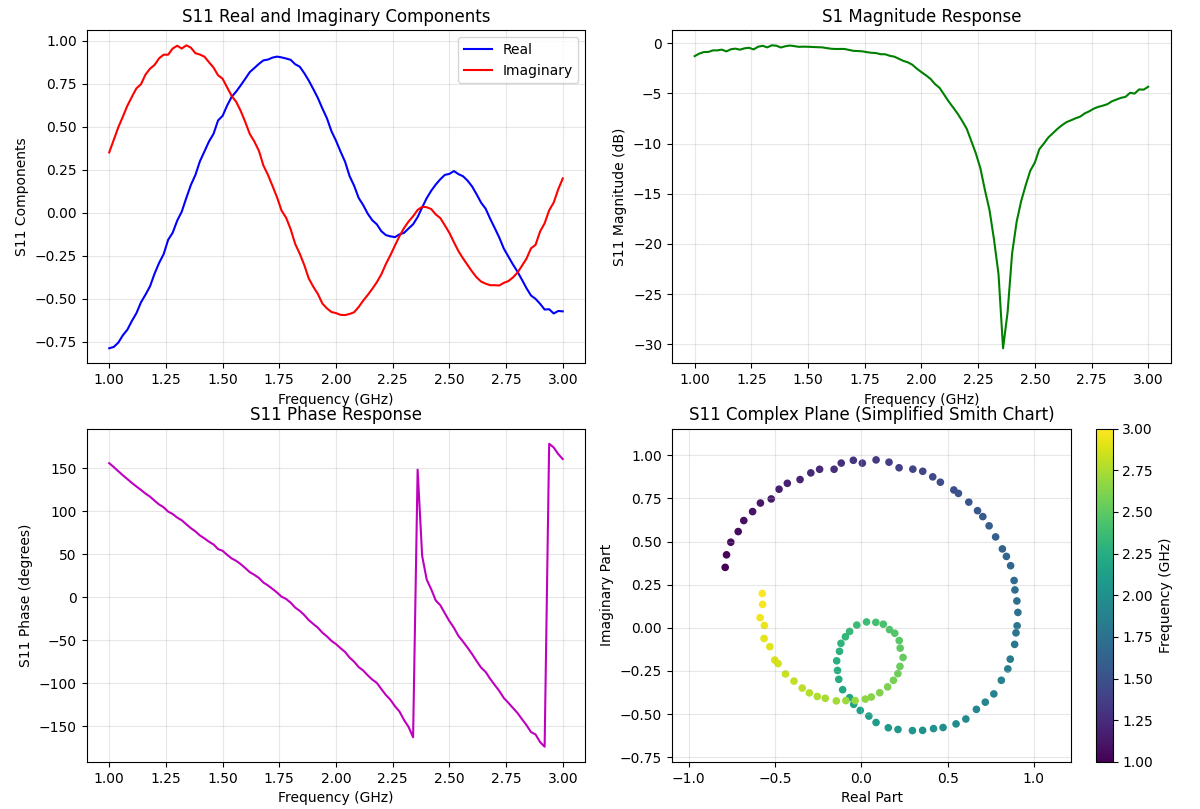 S11 Real and Imaginary Components
S11 Components
1.00
0.75
0.50
0.25
0.00
−0.25
−0.50
−0.75
Real
Imaginary
1.00 1.25 1.50 1.75 2.00 2.25 2.50 2.75 3.00
Frequency (GHz)
S1 Magnitude Response
S11 Magnitude (dB)
0
−5
−10
−15
−20
−25
−30
1.00 1.25 1.50 1.75 2.00 2.25 2.50 2.75 3.00
Frequency (GHz)
S11 Phase Response
S11 Phase (degrees)
150
100
50
0
−50
−100
−150
1.00 1.25 1.50 1.75 2.00 2.25 2.50 2.75 3.00
Frequency (GHz)
S11 Complex Plane (Simplified Smith Chart)
Imaginary Part
1.00
0.75
0.50
0.25
0.00
−0.25
−0.50
−0.75
−1.0 −0.5 0.0 0.5 1.0
Real Part
3.00
2.75
2.50
2.25
2.00
1.75
1.50
1.25
1.00
Frequency (GHz)